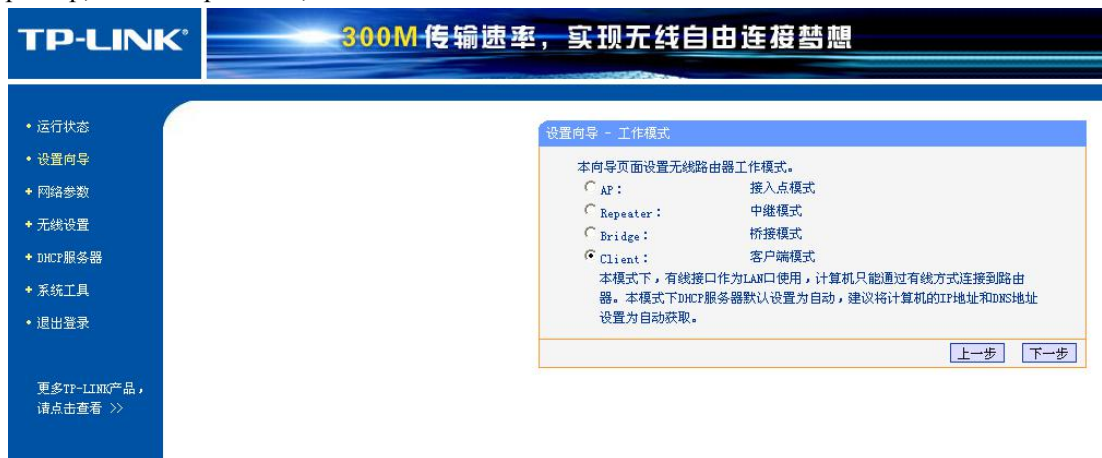 TP-LINK®
300M 传输速率，实现无线自由连接梦想
• 运行状态
• 设置向导
+ 网络参数
+ 无线设置
+ DHCP服务器
+ 系统工具
• 退出登录
更多TP-LINK产品，
请点击查看 >>
设置向导 - 工作模式
本向导页面设置无线路由器工作模式。
AP： 接入点模式
Repeater： 中继模式
Bridge： 桥接模式
Client： 客户端模式
本模式下，有线接口作为LAN口使用，计算机只能通过有线方式连接到路由
器。本模式下DHCP服务器默认设置为自动，建议将计算机的IP地址和DNS地址
设置为自动获取。
上一步 下一步